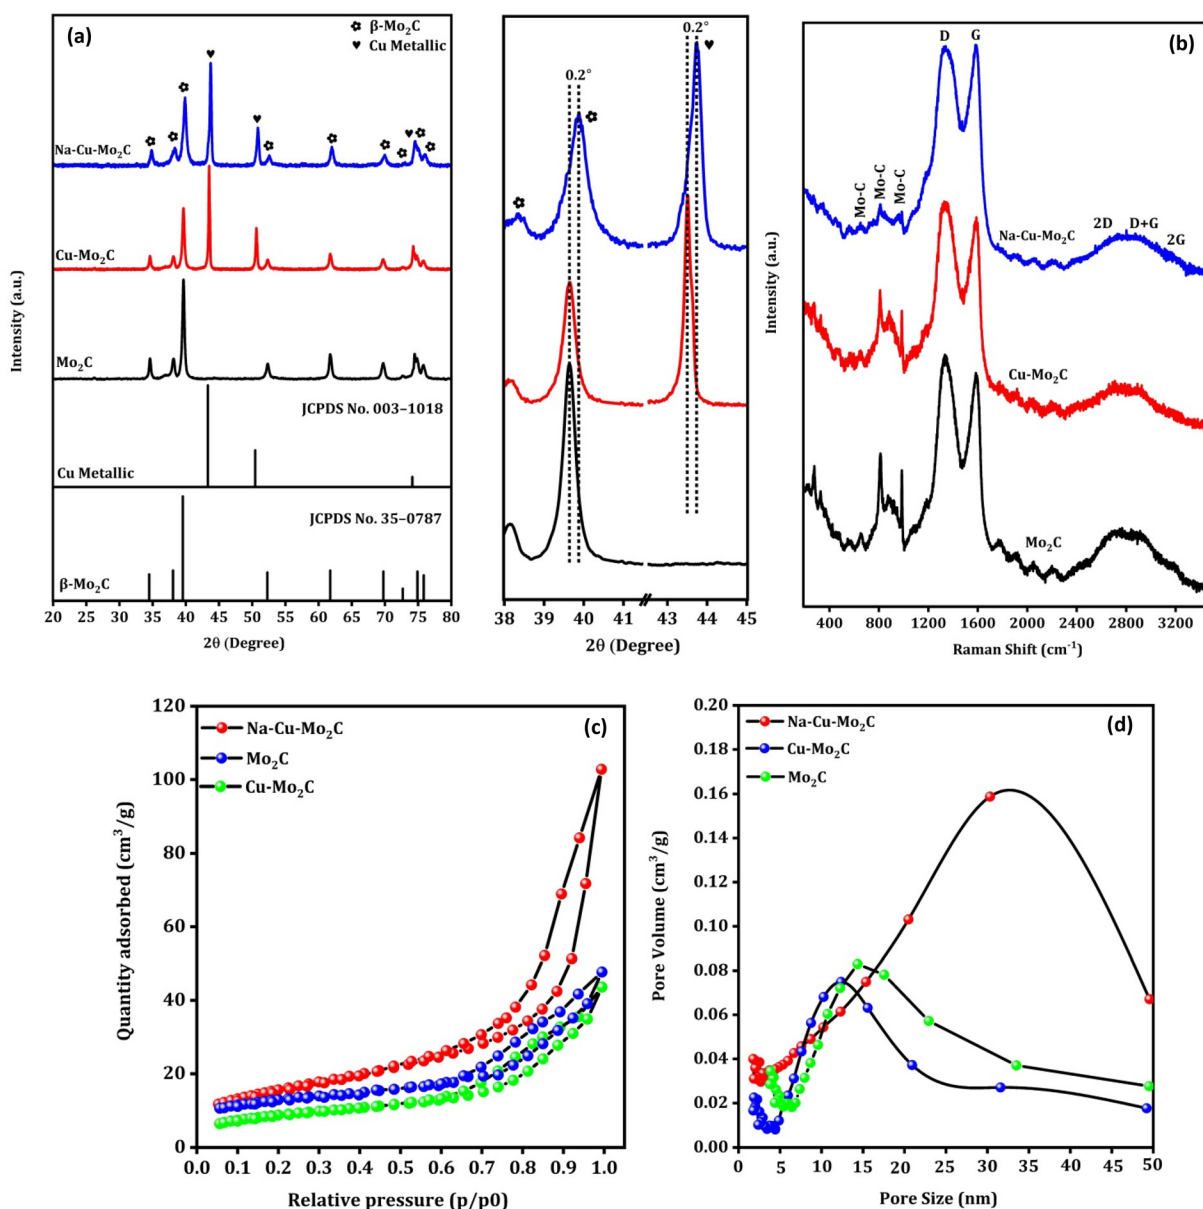 (a)
✿ β-Mo₂C
♥ Cu Metallic
Na-Cu-Mo₂C
Cu-Mo₂C
Mo₂C
JCPDS No. 003–1018
Cu Metallic
JCPDS No. 35–0787
β-Mo₂C
Intensity (a.u.)
20 25 30 35 40 45 50 55 60 65 70 75 80
2θ (Degree)
0.2°
0.2°
38 39 40 41 43 44 45
2θ (Degree)
(b)
D G
Mo-C Mo-C Mo-C
Na-Cu-Mo₂C
2D D+G 2G
Cu-Mo₂C
Mo₂C
Intensity (a.u.)
400 800 1200 1600 2000 2400 2800 3200
Raman Shift (cm⁻¹)
(c)
Na-Cu-Mo₂C
Mo₂C
Cu-Mo₂C
Quantity adsorbed (cm³/g)
120
100
80
60
40
20
0
0.0 0.1 0.2 0.3 0.4 0.5 0.6 0.7 0.8 0.9 1.0
Relative pressure (p/p0)
(d)
Na-Cu-Mo₂C
Cu-Mo₂C
Mo₂C
Pore Volume (cm³/g)
0.20
0.18
0.16
0.14
0.12
0.10
0.08
0.06
0.04
0.02
0.00
0 5 10 15 20 25 30 35 40 45 50
Pore Size (nm)